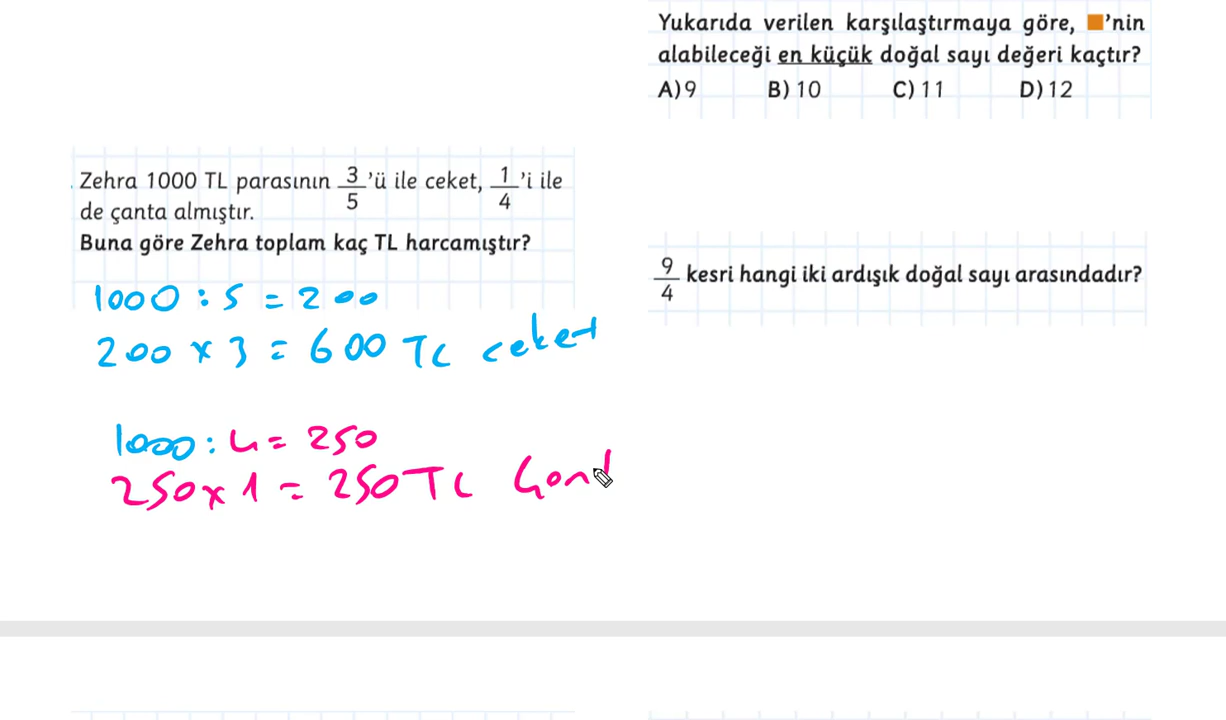 Yukarıda verilen karşılaştırmaya göre, 🟧'nin
alabileceği en küçük doğal sayı değeri kaçtır?
A) 9 B) 10 C) 11 D) 12
Zehra 1000 TL parasının 3/5 'ü ile ceket, 1/4 'i ile
de çanta almıştır.
Buna göre Zehra toplam kaç TL harcamıştır?
1000 : 5 = 200
200 x 3 = 600 TL ceket
1000 : 4 = 250
250 x 1 = 250 TL
9/4 kesri hangi iki ardışık doğal sayı arasındadır?